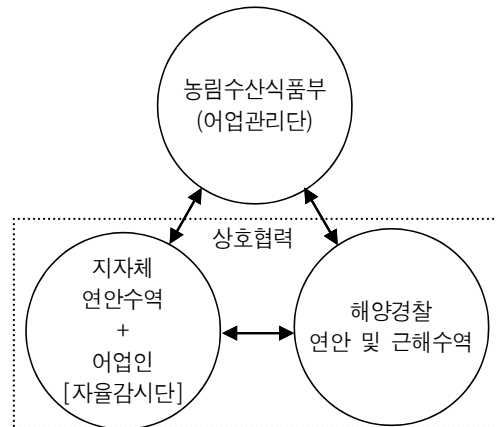 농림수산식품부
(어업관리단)
상호협력
지자체
연안수역
+
어업인
[자율감시단]
해양경찰
연안 및 근해수역